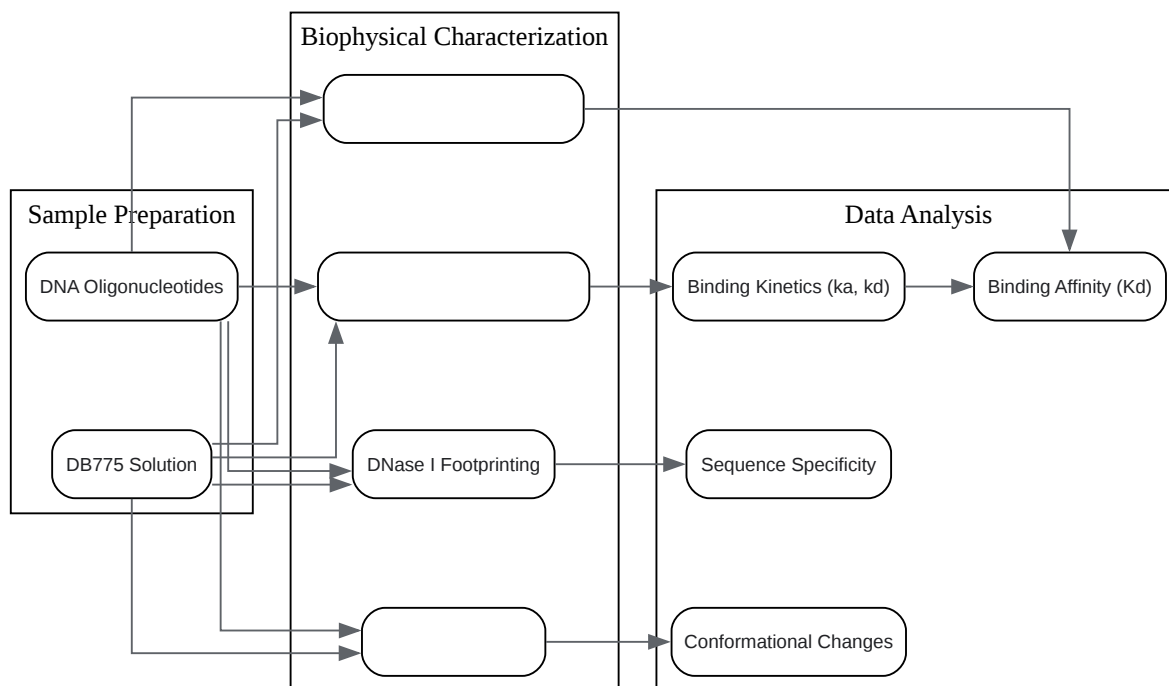 Biophysical Characterization
Sample Preparation
Data Analysis
DNA Oligonucleotides
Binding Kinetics (ka, kd)
Binding Affinity (Kd)
DB775 Solution
DNase I Footprinting
Sequence Specificity
Conformational Changes